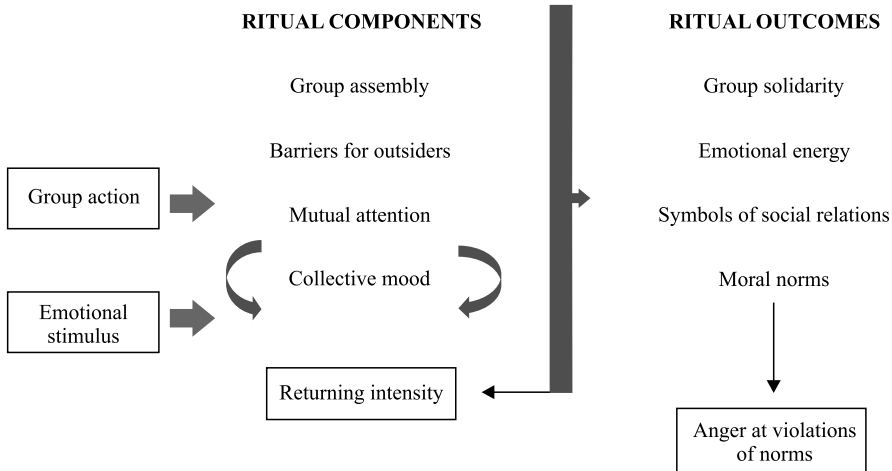 RITUAL COMPONENTS
Group assembly
Barriers for outsiders
Group action
Mutual attention
Collective mood
Emotional
stimulus
Returning intensity
RITUAL OUTCOMES
Group solidarity
Emotional energy
Symbols of social relations
Moral norms
Anger at violations
of norms